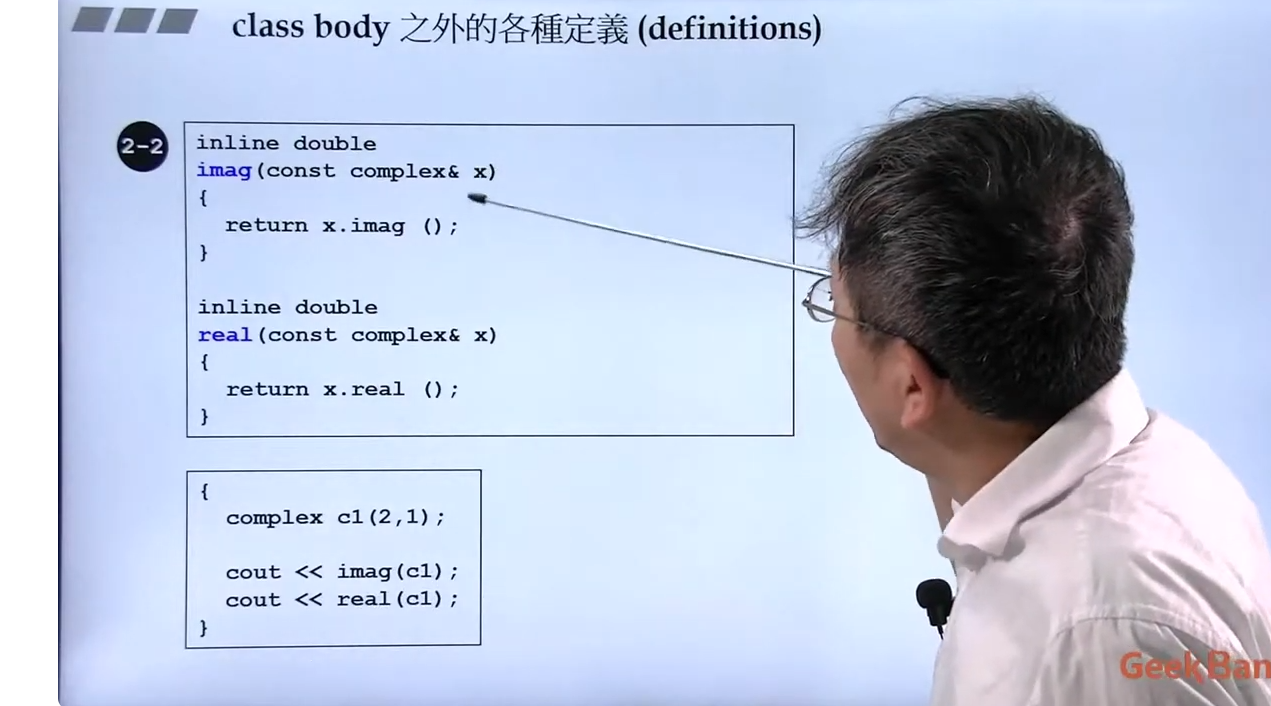 class body 之外的各種定義 (definitions)
2-2
inline double
imag(const complex& x)
{
return x.imag ();
}
inline double
real(const complex& x)
{
return x.real ();
}
{
complex c1(2,1);
cout << imag(c1);
cout << real(c1);
}
GeekBan